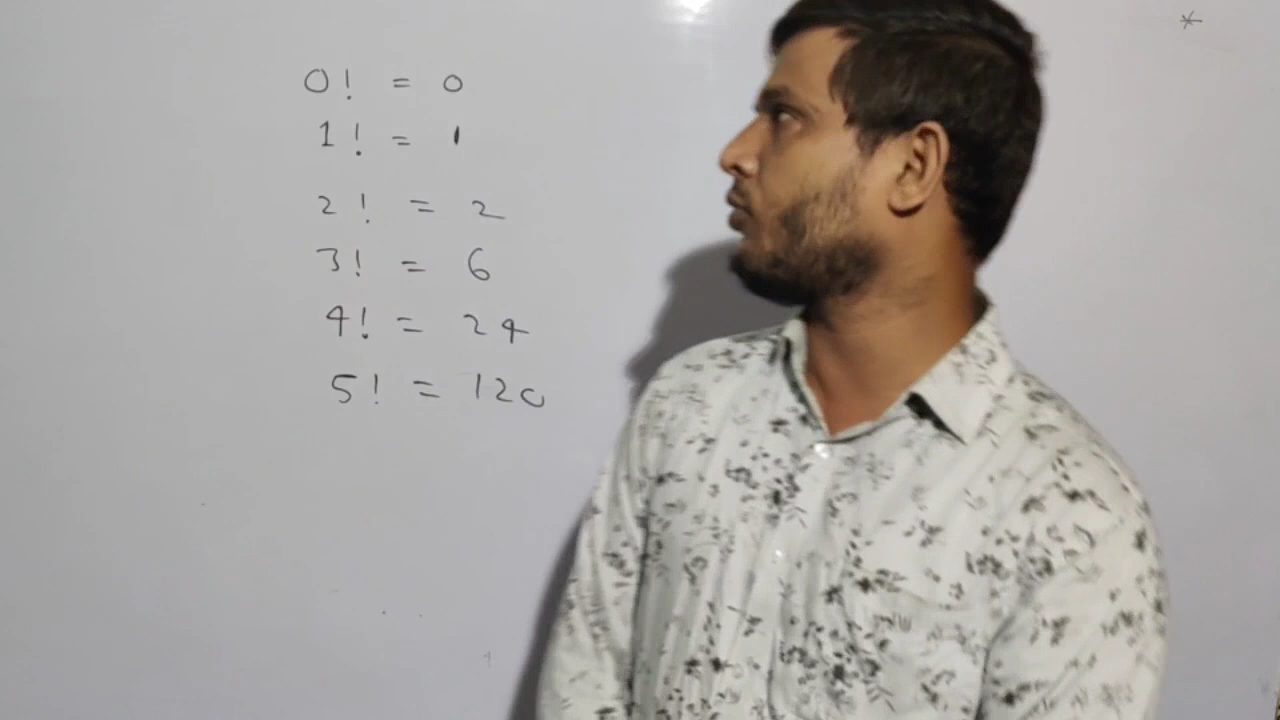 0! = 0
1! = 1
2! = 2
3! = 6
4! = 24
5! = 120
*